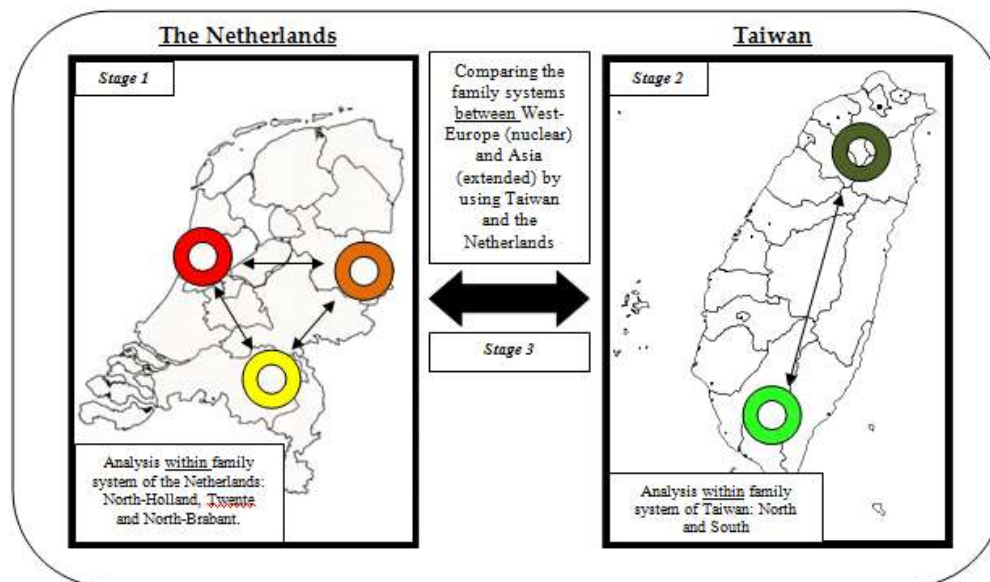 The Netherlands
Stage 1
Analysis within family
system of the Netherlands:
North-Holland, Twente
and North-Brabant.
Comparing the
family systems
between West-
Europe (nuclear)
and Asia
(extended) by
using Taiwan
and the
Netherlands
Stage 3
Taiwan
Stage 2
Analysis within family
system of Taiwan: North
and South